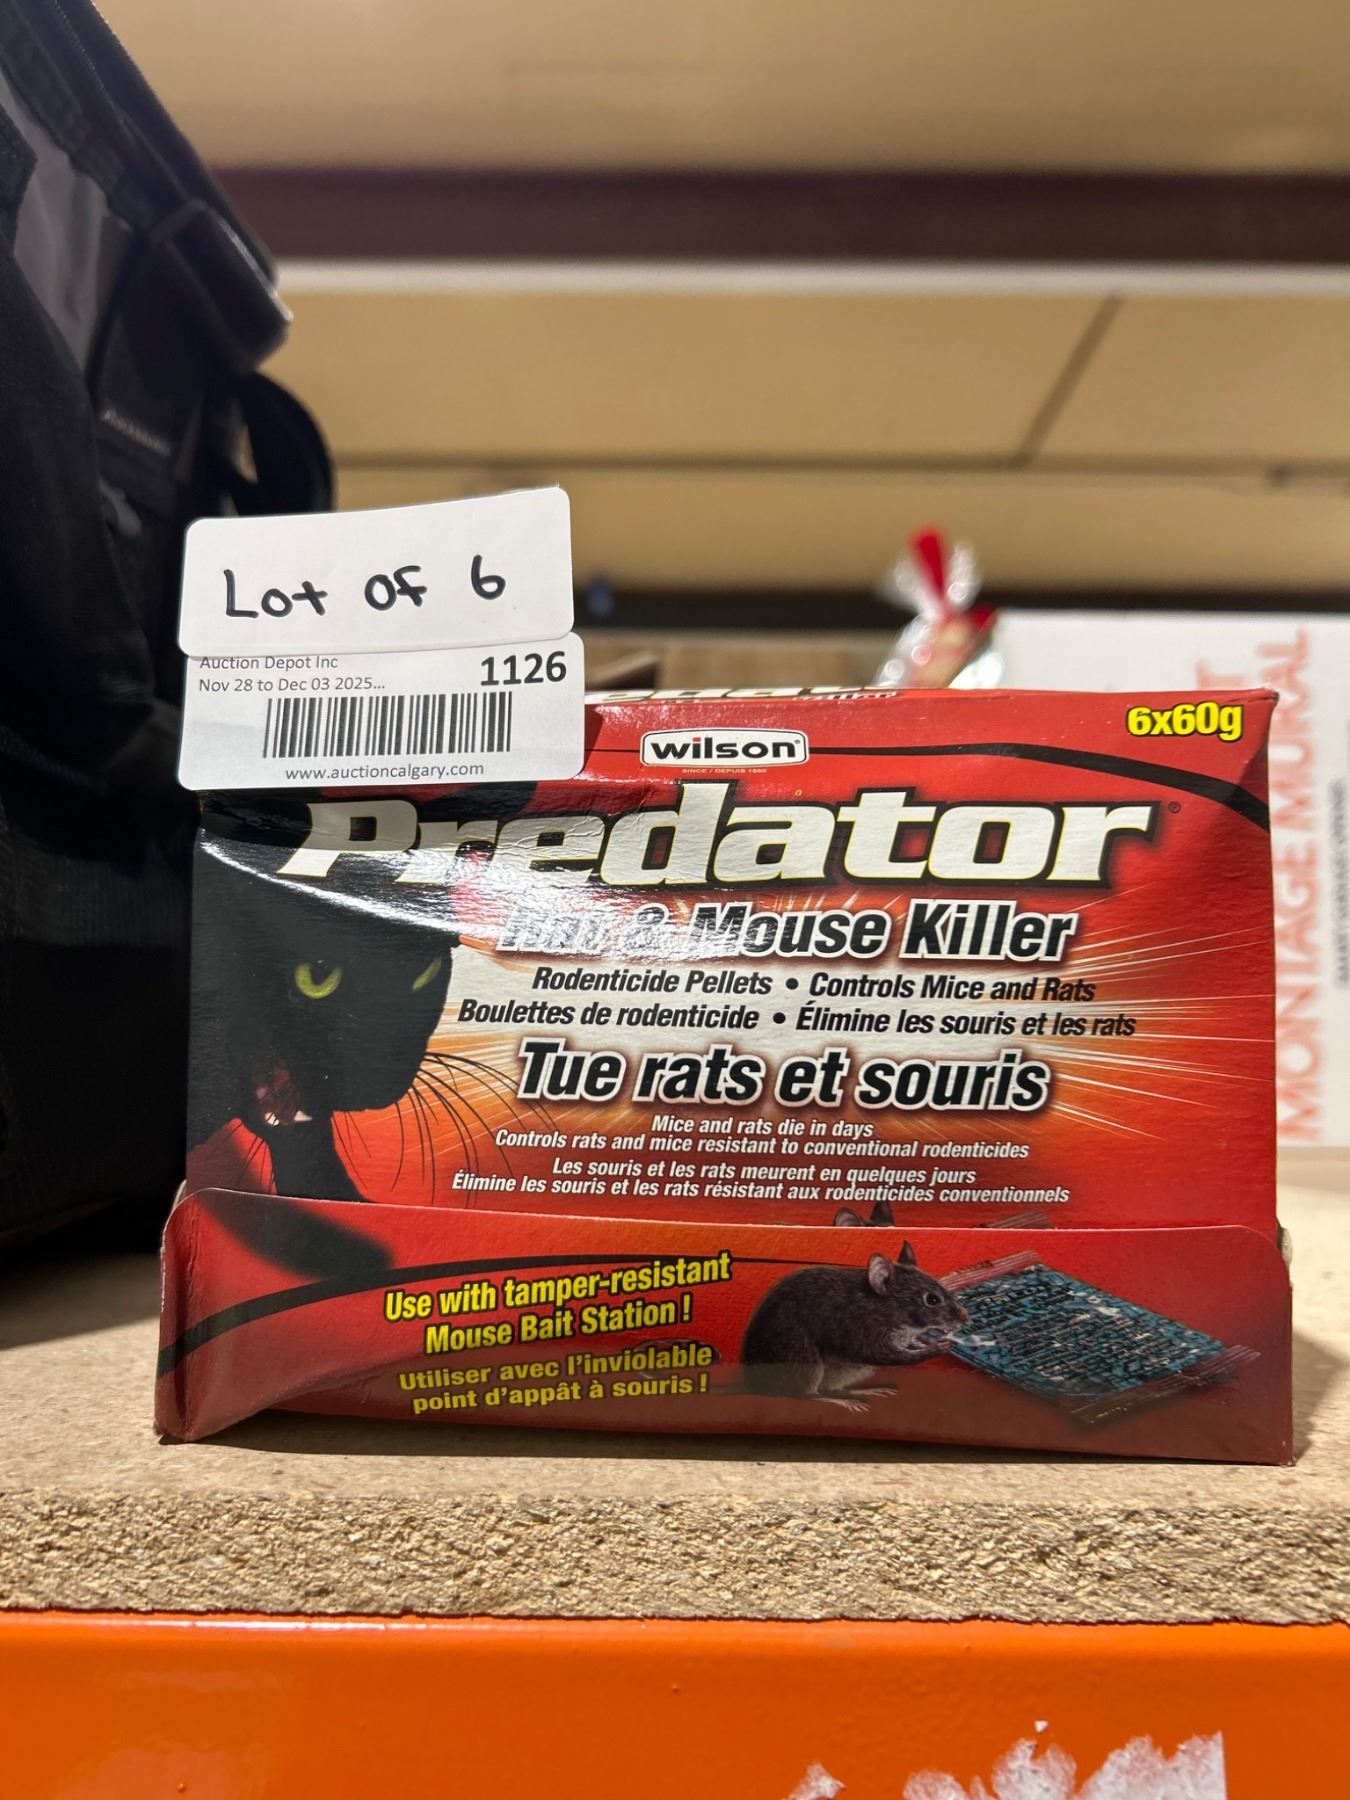 Lot of 6
Auction Depot Inc
1126
Nov 28 to Dec 03 2025...
www.auctioncalgary.com
6x60g
wilson
SINCE / DEPUIS
Predator
Rat & Mouse Killer
Rodenticide Pellets • Controls Mice and Rats
Boulettes de rodenticide • Élimine les souris et les rats
Tue rats et souris
Mice and rats die in days
Controls rats and mice resistant to conventional rodenticides
Les souris et les rats meurent en quelques jours
Élimine les souris et les rats résistant aux rodenticides conventionnels
Use with tamper-resistant
Mouse Bait Station !
Utiliser avec l'inviolable
point d'appât à souris !
MONTAGE MURAL